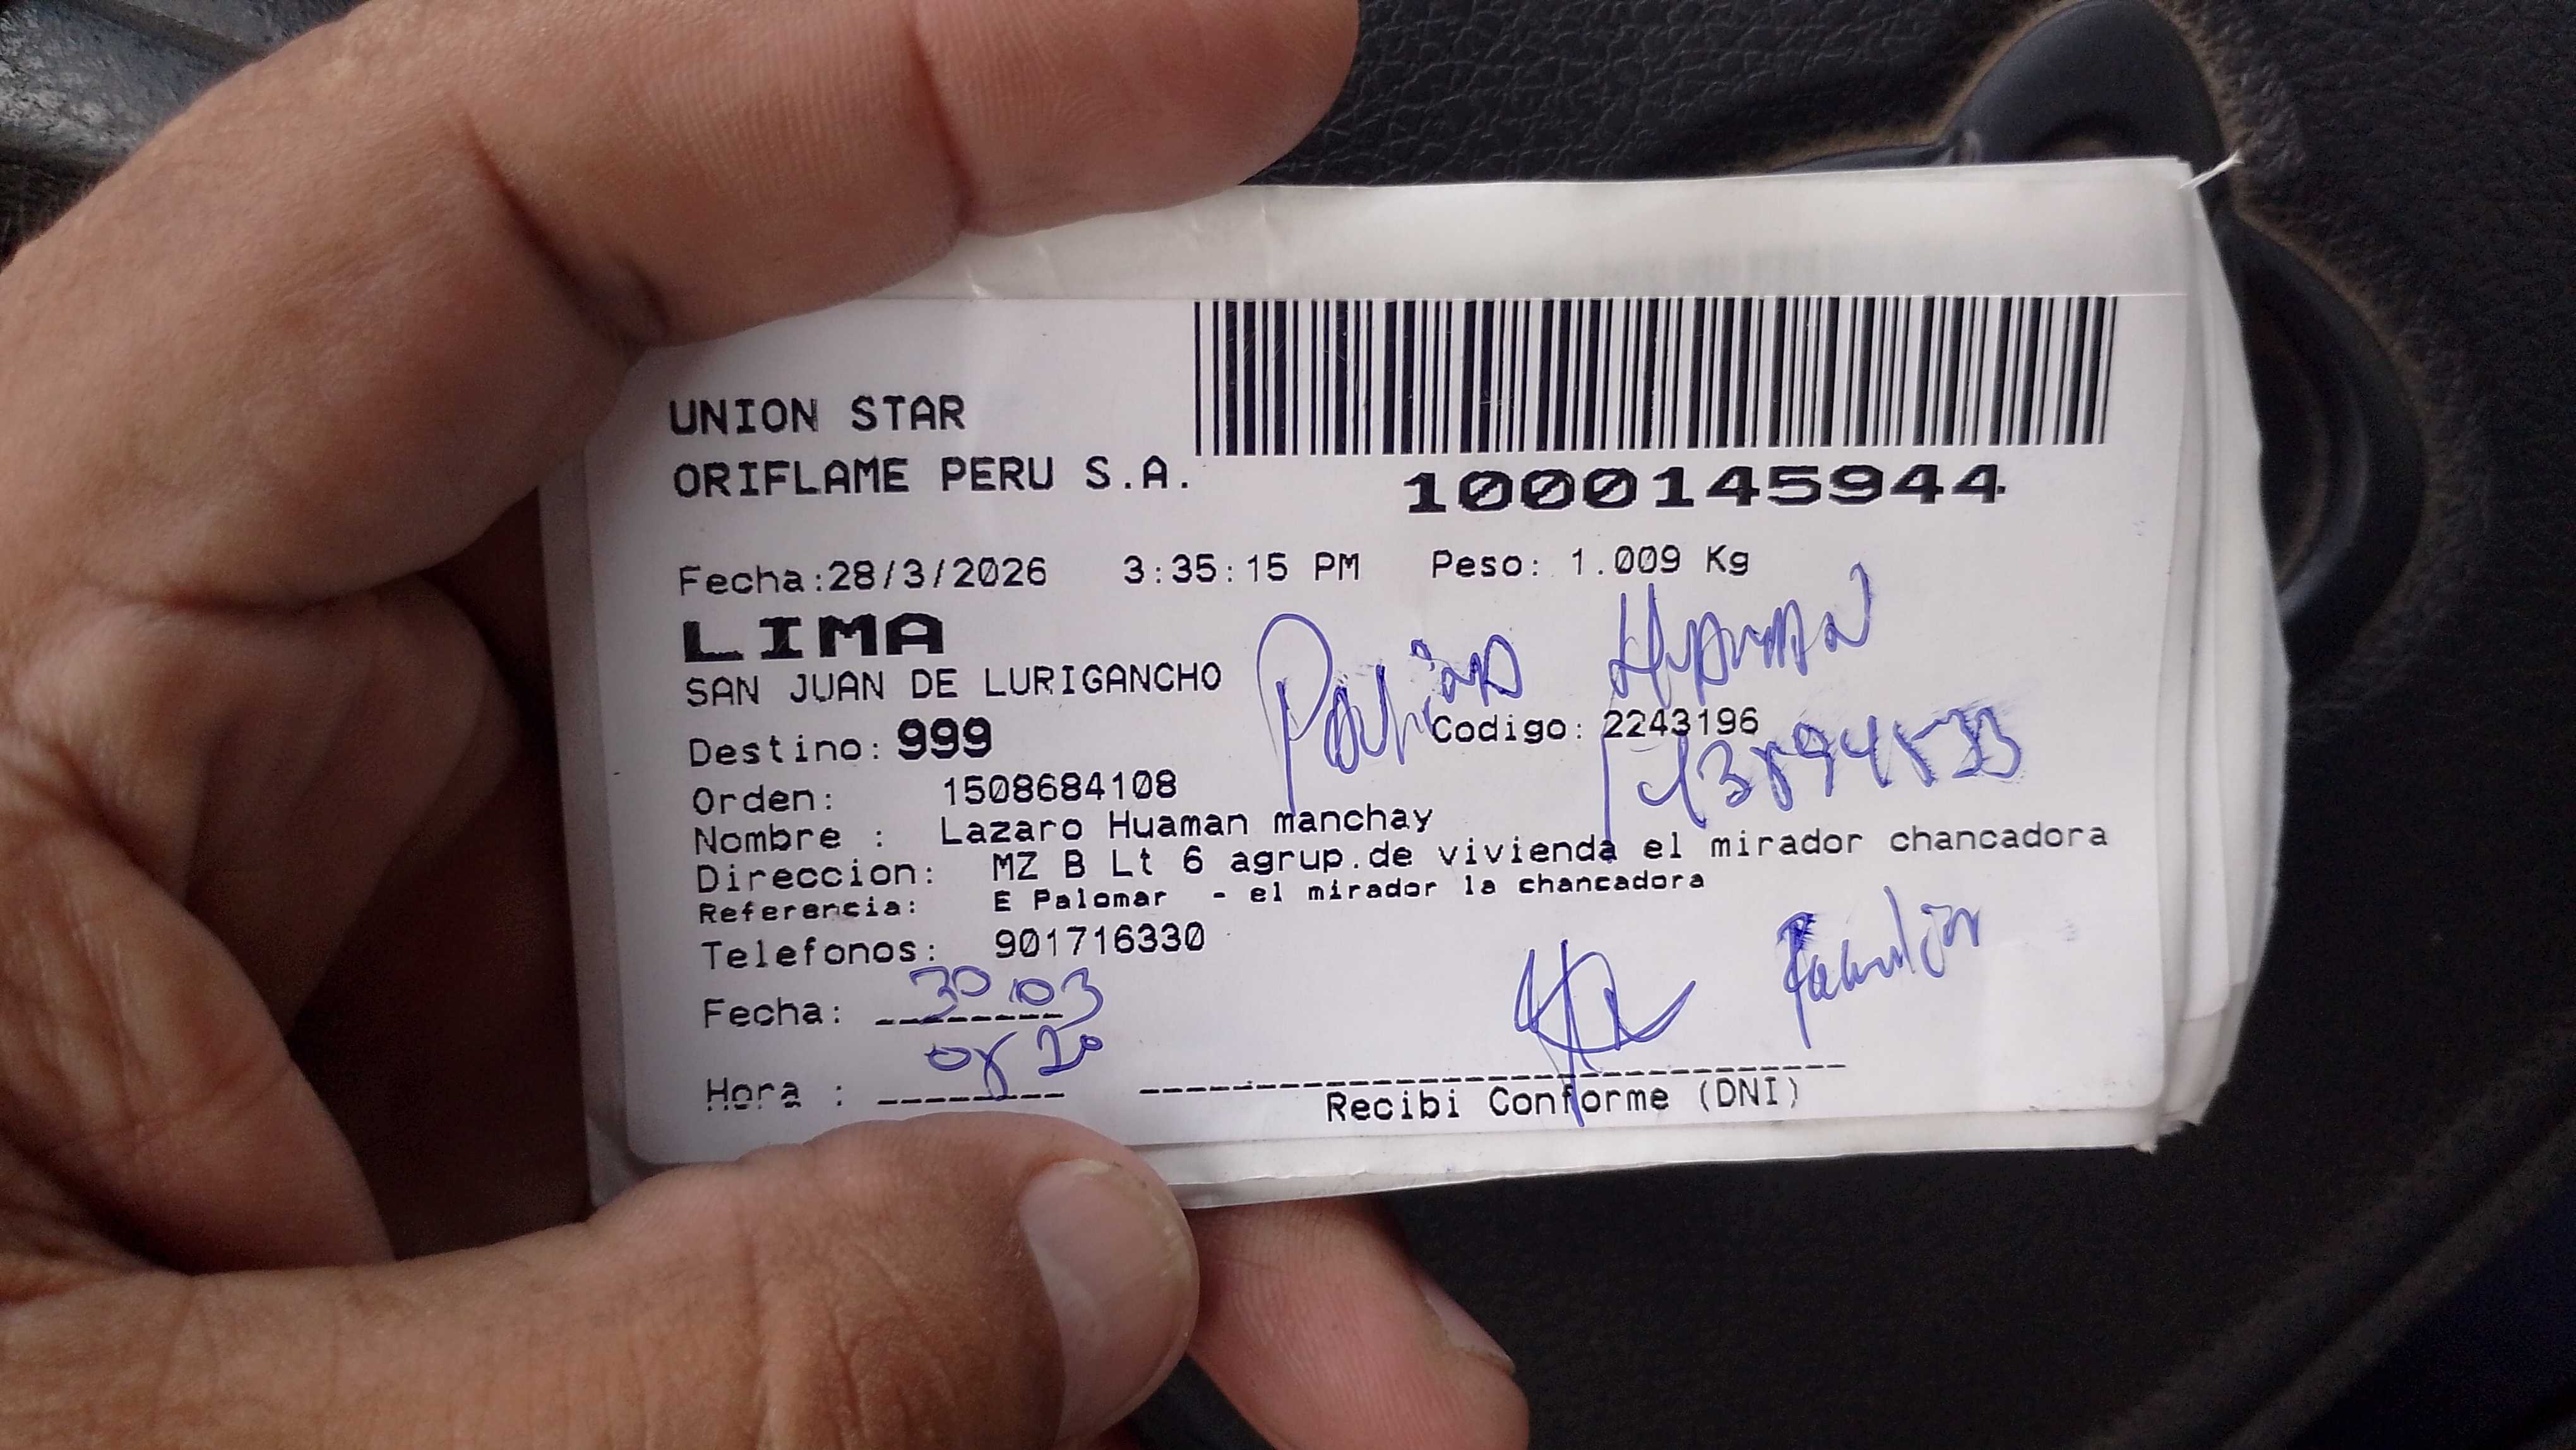 UNION STAR
ORIFLAME PERU S.A.
1000145944
Fecha:28/3/2026 3:35:15 PM Peso: 1.009 Kg
LIMA
Huaman
SAN JUAN DE LURIGANCHO
Destino: 999
Codigo: 2243196
Orden: 1508684108
Nombre : Lazaro Huaman manchay
Direccion: MZ B Lt 6 agrup.de vivienda el mirador chancadora
Referencia: E Palomar - el mirador la chancadora
Telefonos: 901716330
Fecha: 30 03
Hora :
Recibi Conforme (DNI)